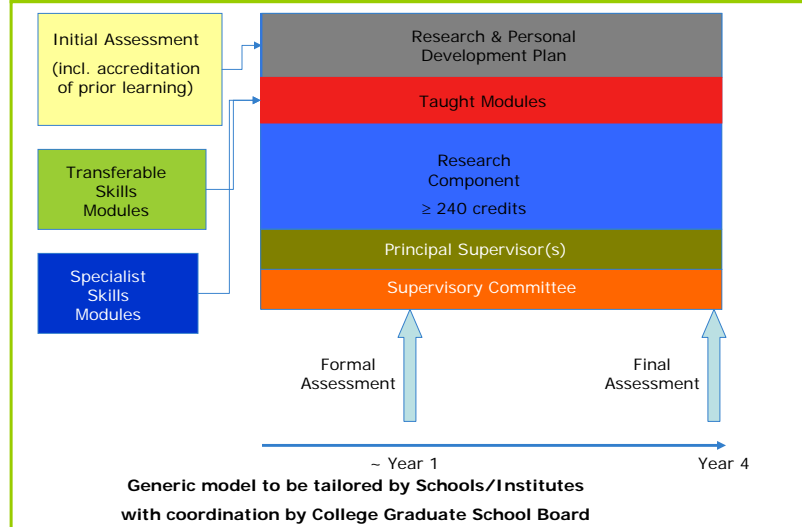 Initial Assessment
(incl. accreditation
of prior learning)
Research & Personal
Development Plan
Taught Modules
Transferable
Skills
Modules
Research
Component
≥ 240 credits
Specialist
Skills
Modules
Principal Supervisor(s)
Supervisory Committee
Formal
Assessment
Final
Assessment
~ Year 1
Year 4
Generic model to be tailored by Schools/Institutes
with coordination by College Graduate School Board